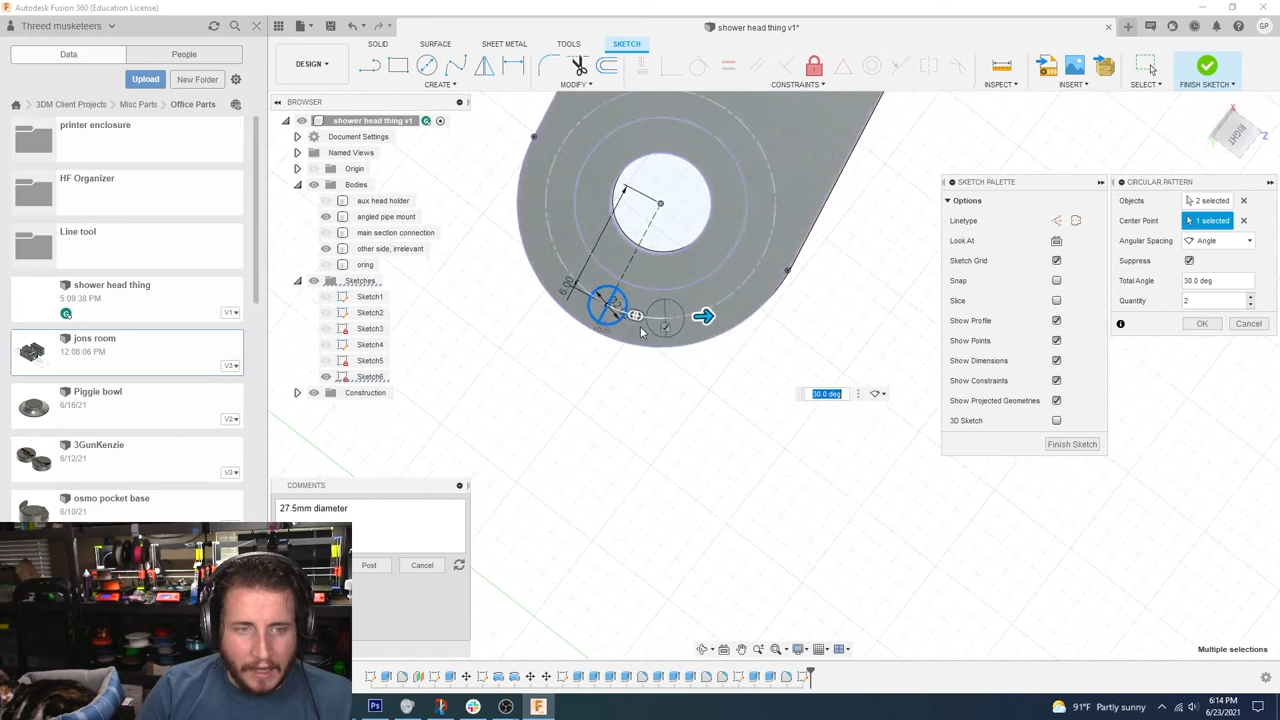 Autodesk Fusion 360 (Education License)
Threed musketeers
shower head thing v1*
GP
Data
People
Upload
New Folder
3DM Client Projects
Misc Parts
Office Parts
printer enclosure
HF Organizer
Line tool
shower head thing
5:09:38 PM
V1
jons room
12:08:06 PM
V3
Piggie bowl
6/16/21
V2
3GunKenzie
6/12/21
V3
osmo pocket base
6/10/21
DESIGN
SOLID
SURFACE
SHEET METAL
TOOLS
SKETCH
CREATE
MODIFY
CONSTRAINTS
INSPECT
INSERT
SELECT
FINISH SKETCH
BROWSER
shower head thing v1
Document Settings
Named Views
Origin
Bodies
aux head holder
angled pipe mount
main section connection
other side, irrelevant
oring
Sketches
Sketch1
Sketch2
Sketch3
Sketch4
Sketch5
Sketch6
Construction
6.00
30.0 deg
RIGHT
X
Z
SKETCH PALETTE
Options
Linetype
Look At
Sketch Grid
Snap
Slice
Show Profile
Show Points
Show Dimensions
Show Constraints
Show Projected Geometries
3D Sketch
Finish Sketch
CIRCULAR PATTERN
Objects
2 selected
Center Point
1 selected
Angular Spacing
Angle
Suppress
Total Angle
30.0 deg
Quantity
2
OK
Cancel
COMMENTS
27.5mm diameter
Post
Cancel
Multiple selections
91°F Partly sunny
6:14 PM
6/23/2021